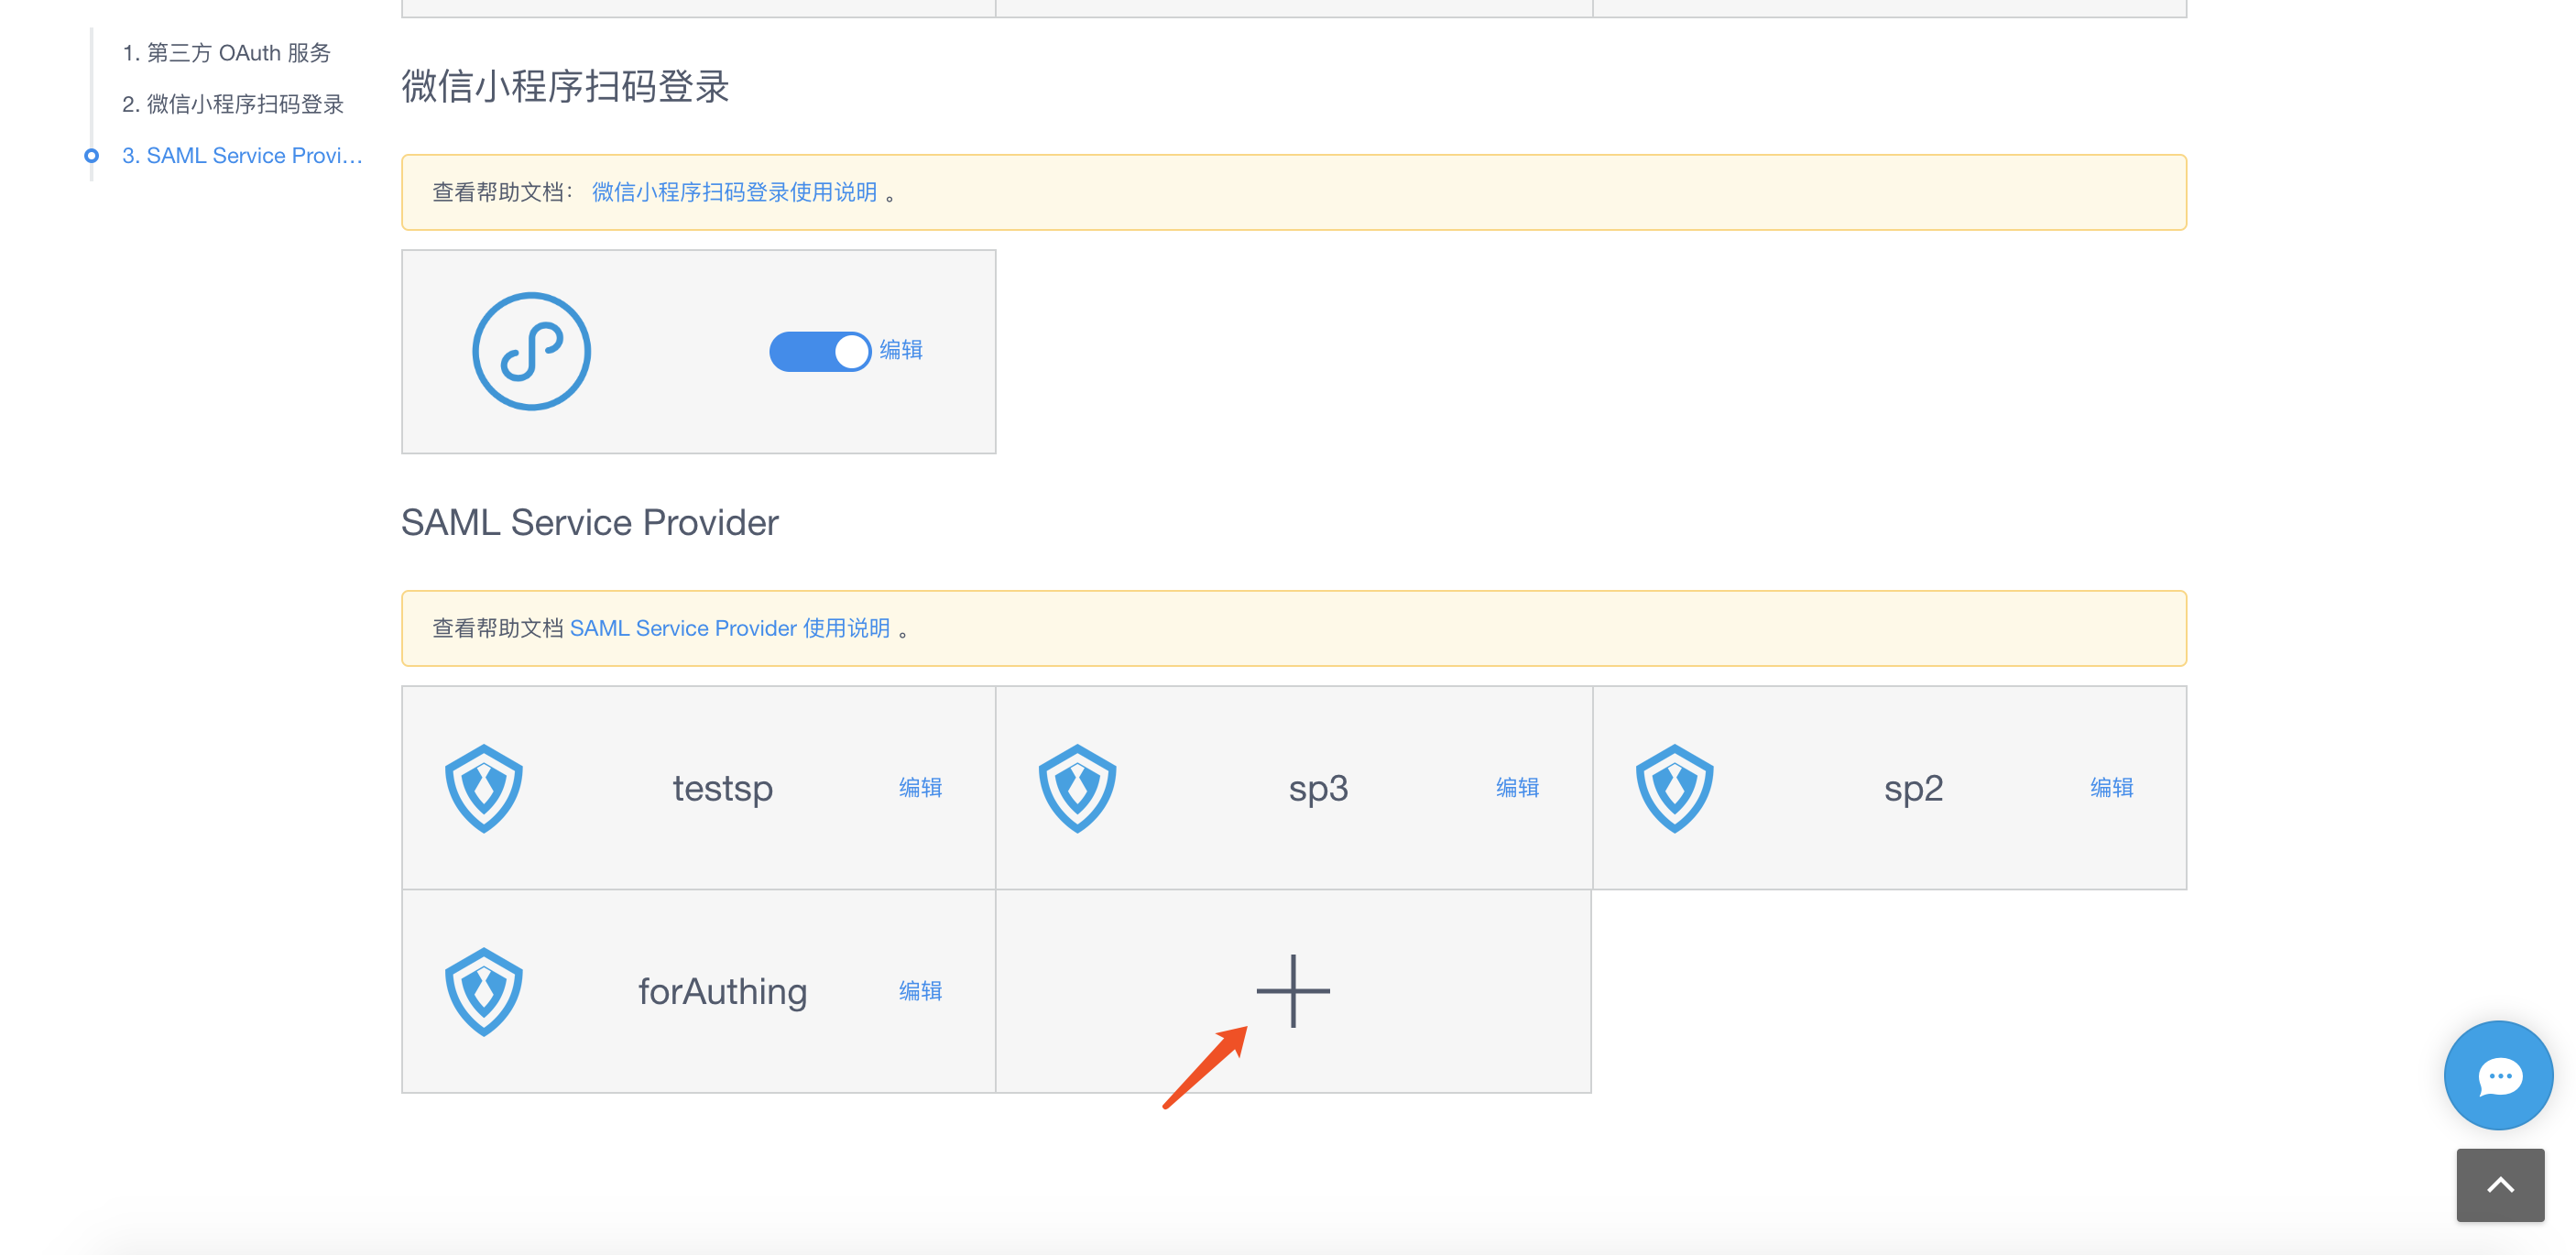 1. 第三方 OAuth 服务
2. 微信小程序扫码登录
3. SAML Service Provi...
微信小程序扫码登录
查看帮助文档： 微信小程序扫码登录使用说明 。
编辑
SAML Service Provider
查看帮助文档 SAML Service Provider 使用说明 。
testsp 编辑
sp3 编辑
sp2 编辑
forAuthing 编辑